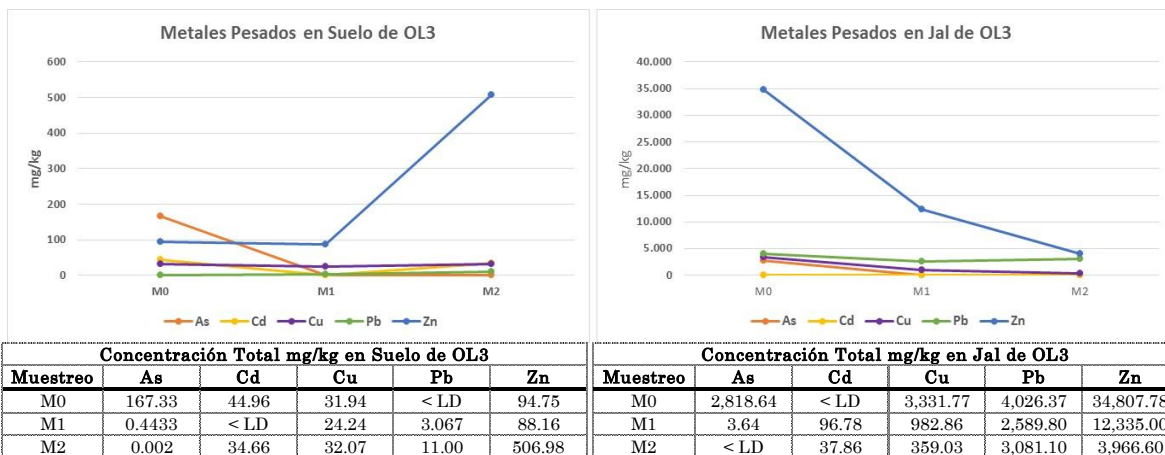 Metales Pesados en Suelo de OL3
600
500
400
300
200
100
0
mg/kg
M0 M1 M2
As Cd Cu Pb Zn
Metales Pesados en Jal de OL3
40.000
35.000
30.000
25.000
20.000
15.000
10.000
5.000
0
mg/kg
M0 M1 M2
As Cd Cu Pb Zn
Concentración Total mg/kg en Suelo de OL3
Muestreo As Cd Cu Pb Zn
M0 167.33 44.96 31.94 < LD 94.75
M1 0.4433 < LD 24.24 3.067 88.16
M2 0.002 34.66 32.07 11.00 506.98
Concentración Total mg/kg en Jal de OL3
Muestreo As Cd Cu Pb Zn
M0 2,818.64 < LD 3,331.77 4,026.37 34,807.78
M1 3.64 96.78 982.86 2,589.80 12,335.00
M2 < LD 37.86 359.03 3,081.10 3,966.60